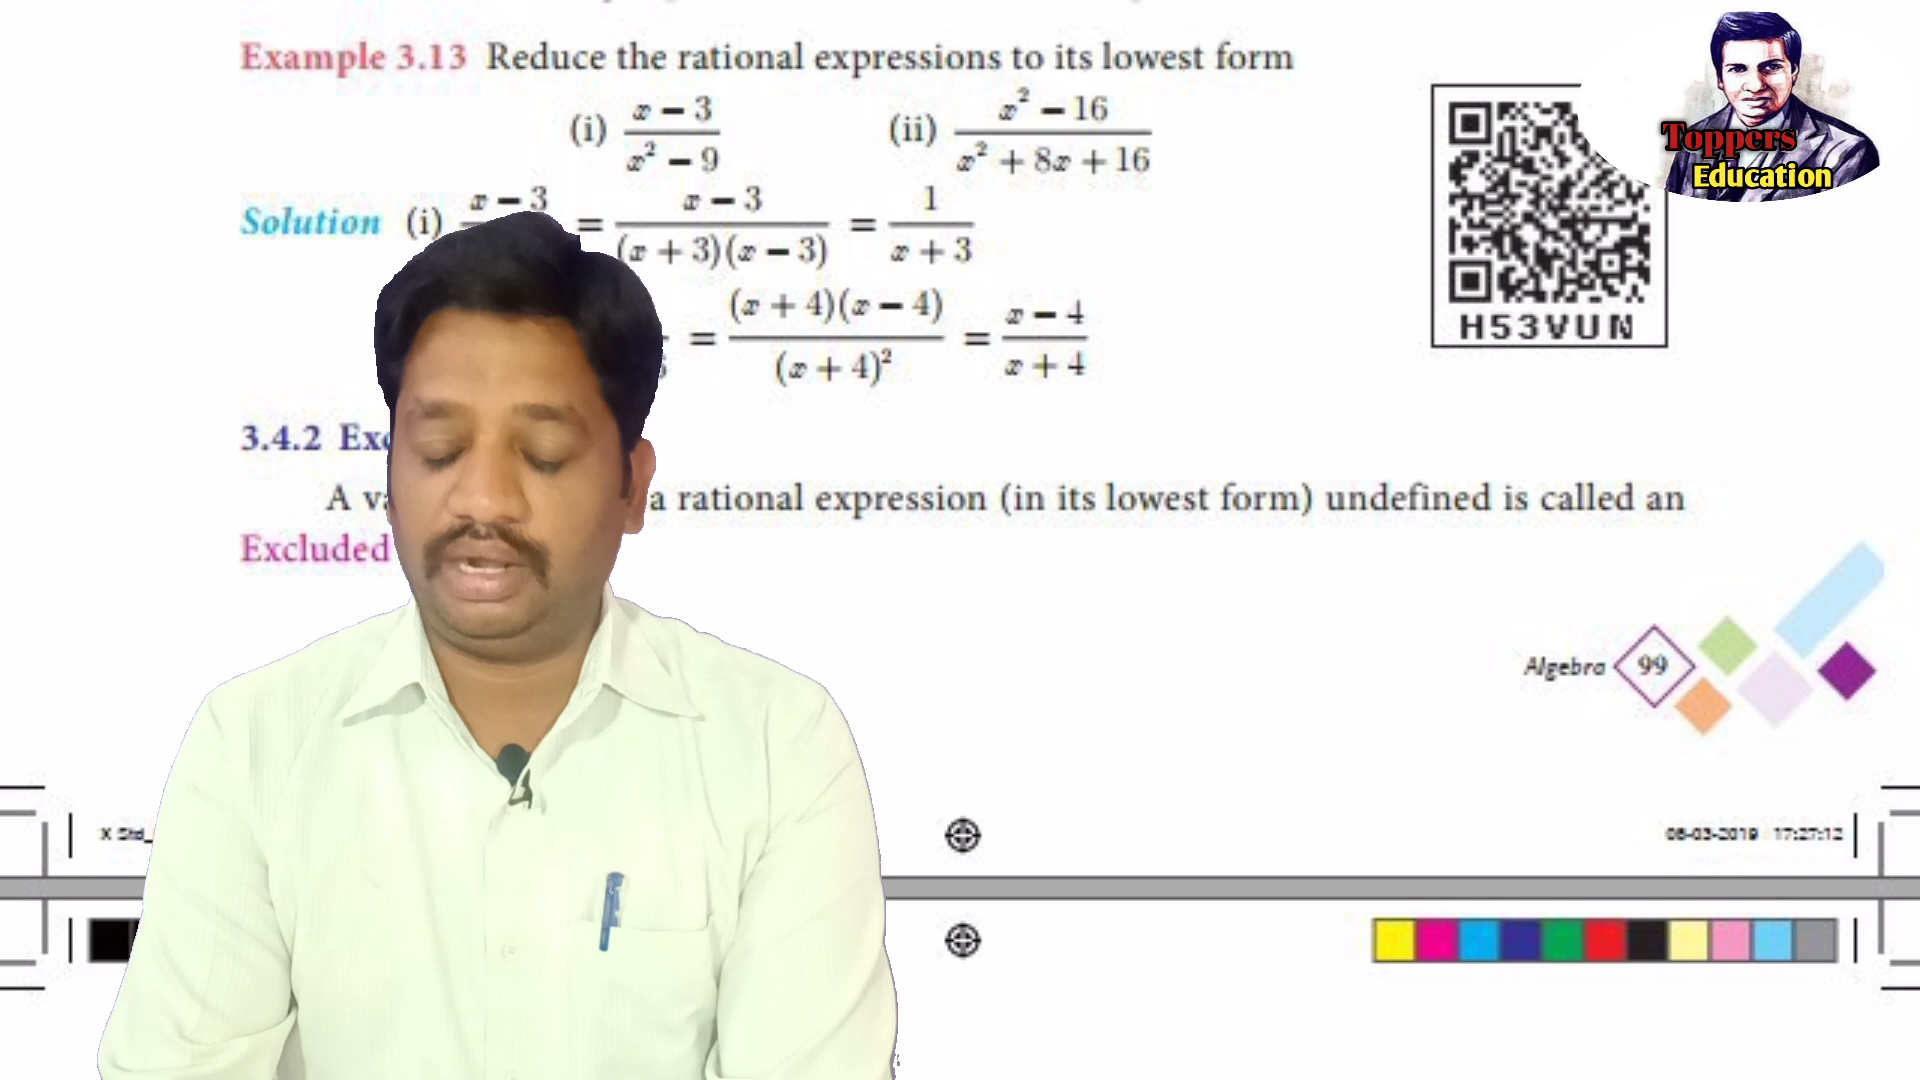 Example 3.13 Reduce the rational expressions to its lowest form
(i) (x − 3)/(x² − 9) (ii) (x² − 16)/(x² + 8x + 16)
Solution (i) x − 3 = (x − 3)/((x + 3)(x − 3)) = 1/(x + 3)
= ((x + 4)(x − 4))/((x + 4)²) = (x − 4)/(x + 4)
3.4.2
A a rational expression (in its lowest form) undefined is called an
Excluded
H53VUN
Toppers
Education
Algebra 99
X Std_
06-03-2019 17:27:12